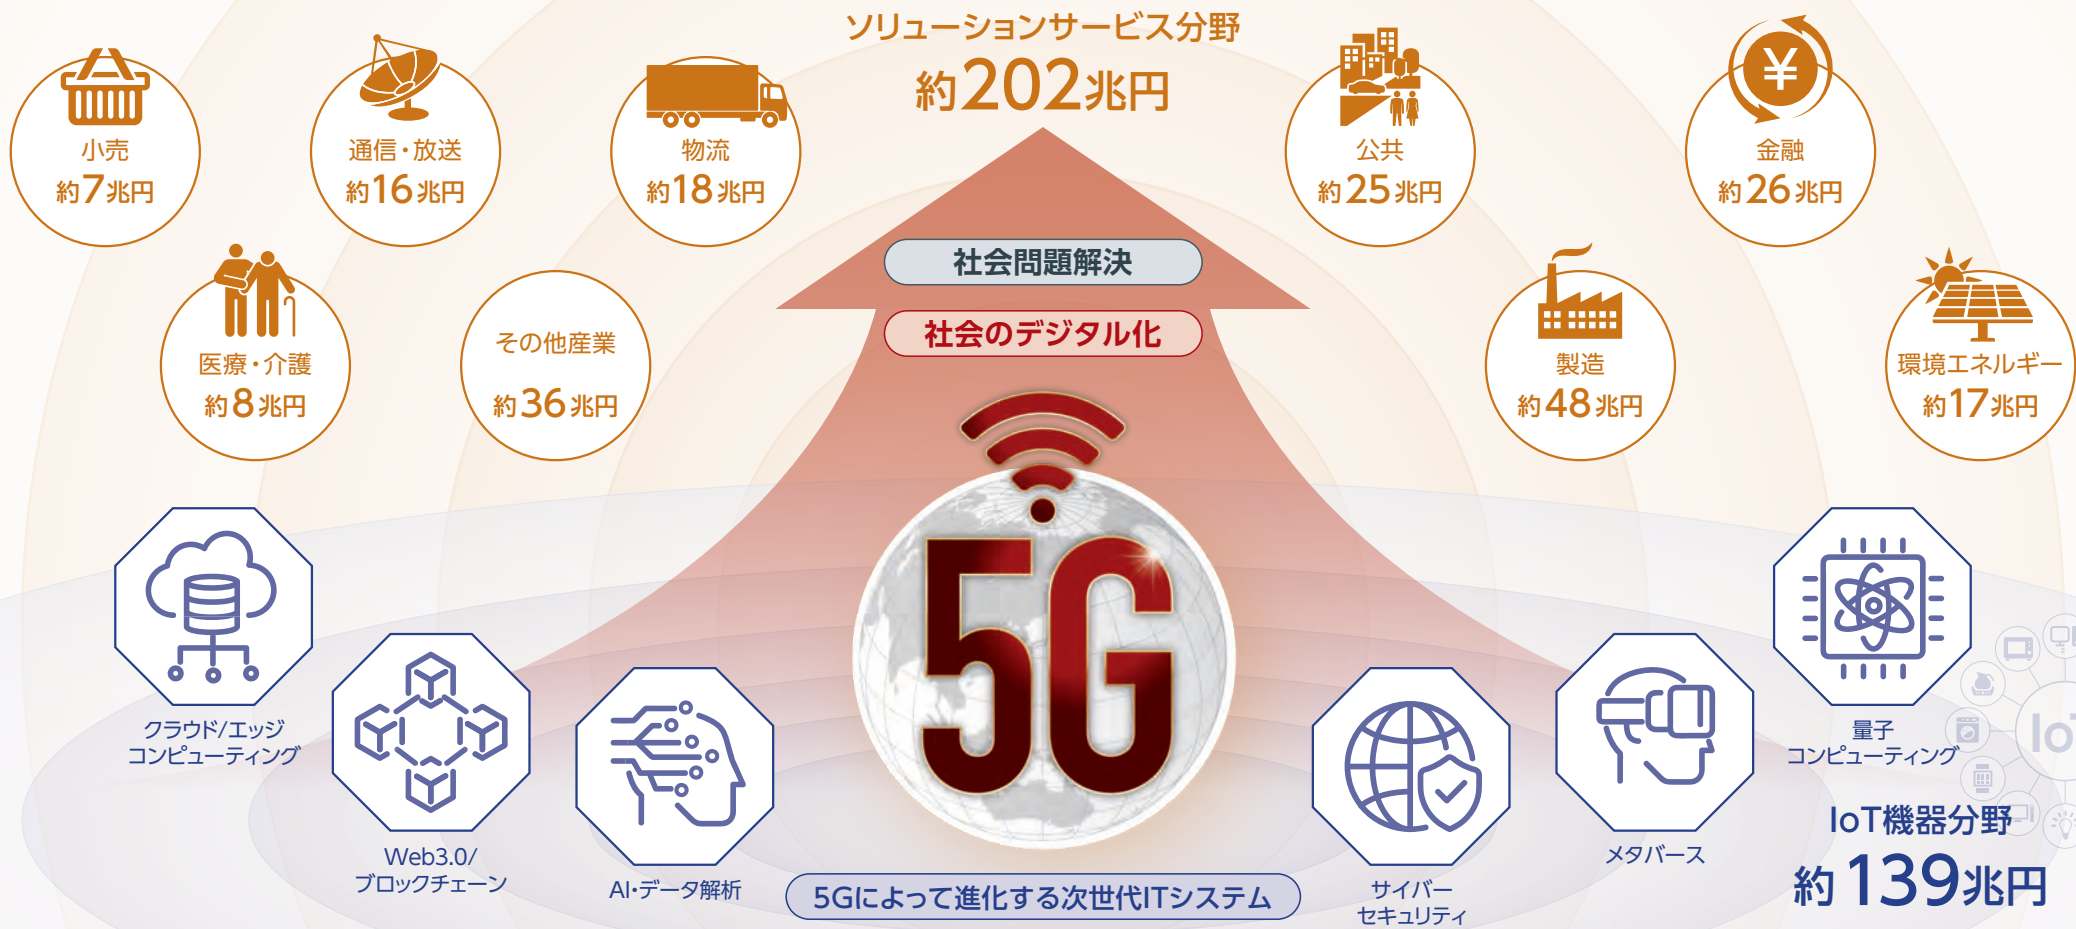 ソリューションサービス分野
約202兆円
小売
約7兆円
通信・放送
約16兆円
物流
約18兆円
公共
約25兆円
¥
金融
約26兆円
社会問題解決
社会のデジタル化
医療・介護
約8兆円
その他産業
約36兆円
製造
約48兆円
環境エネルギー
約17兆円
5G
クラウド/エッジ
コンピューティング
Web3.0/
ブロックチェーン
AI・データ解析
5Gによって進化する次世代ITシステム
サイバー
セキュリティ
メタバース
量子
コンピューティング
IoT
IoT機器分野
約139兆円